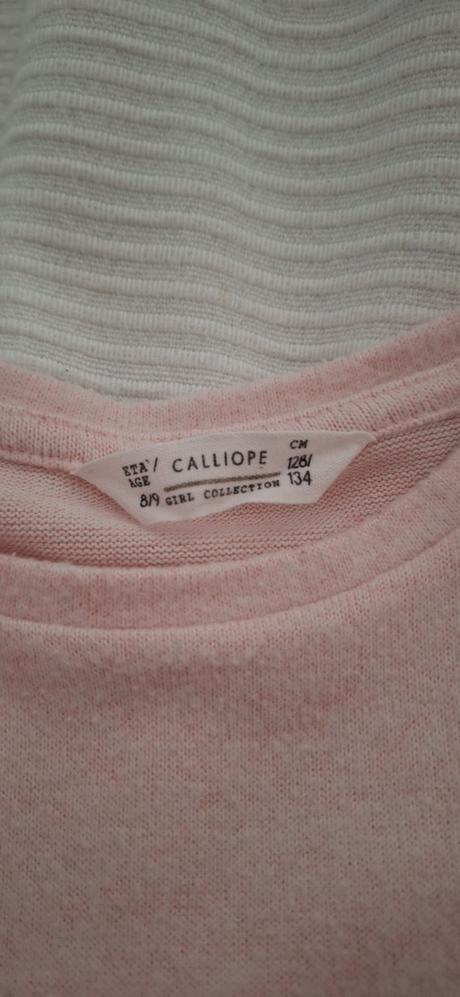 ETA'/ AGE 8/9
CALLIOPE
GIRL COLLECTION
CM 128/ 134